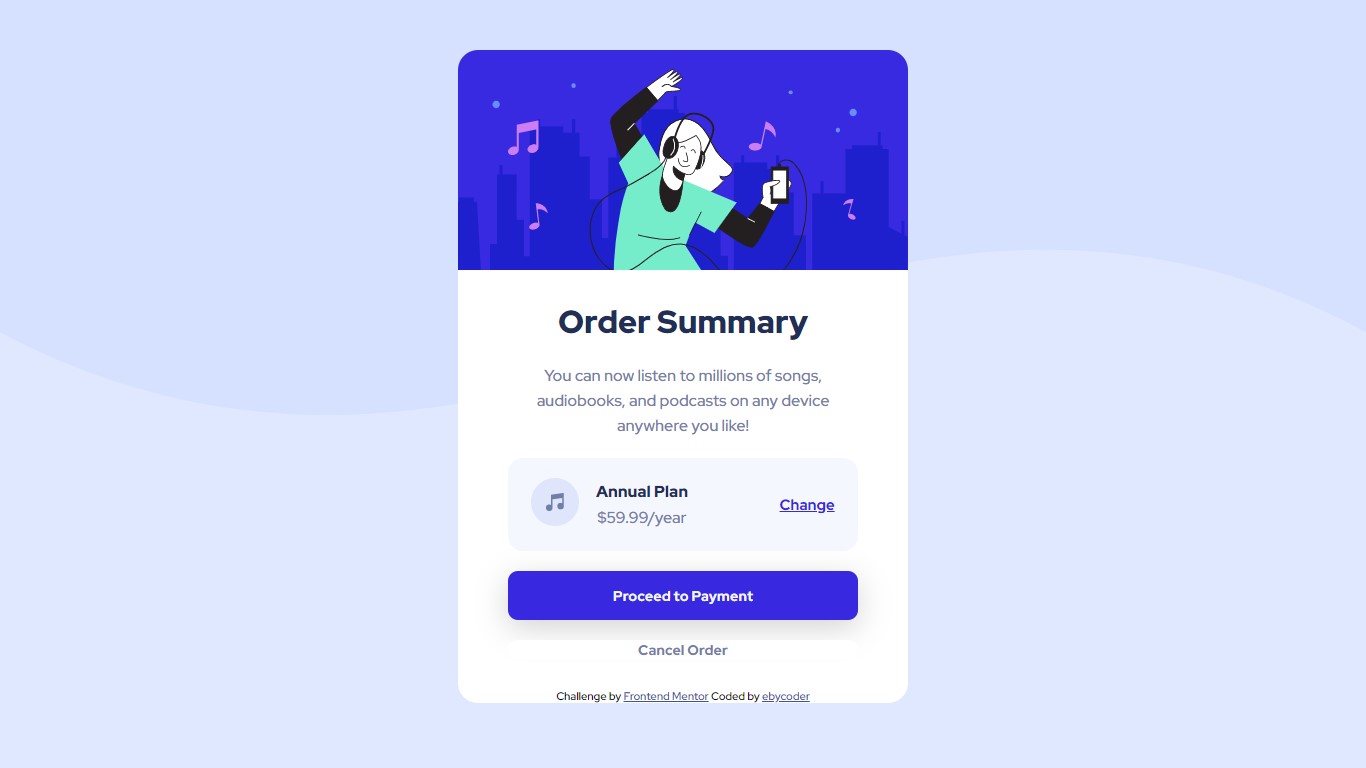 Order Summary
You can now listen to millions of songs,
audiobooks, and podcasts on any device
anywhere you like!
Annual Plan
$59.99/year
Change
Proceed to Payment
Cancel Order
Challenge by Frontend Mentor Coded by ebycoder